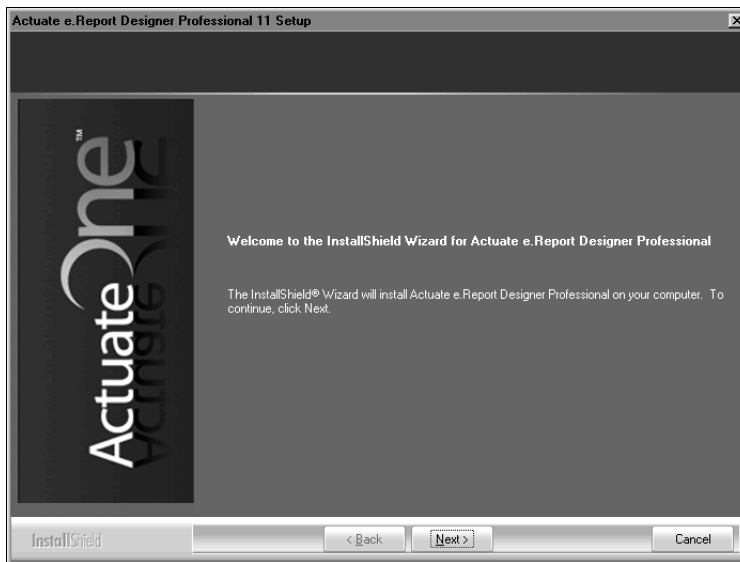 Actuate e.Report Designer Professional 11 Setup
ActuateOne™
Welcome to the InstallShield Wizard for Actuate e.Report Designer Professional
The InstallShield® Wizard will install Actuate e.Report Designer Professional on your computer. To
continue, click Next.
InstallShield
< Back
Next >
Cancel